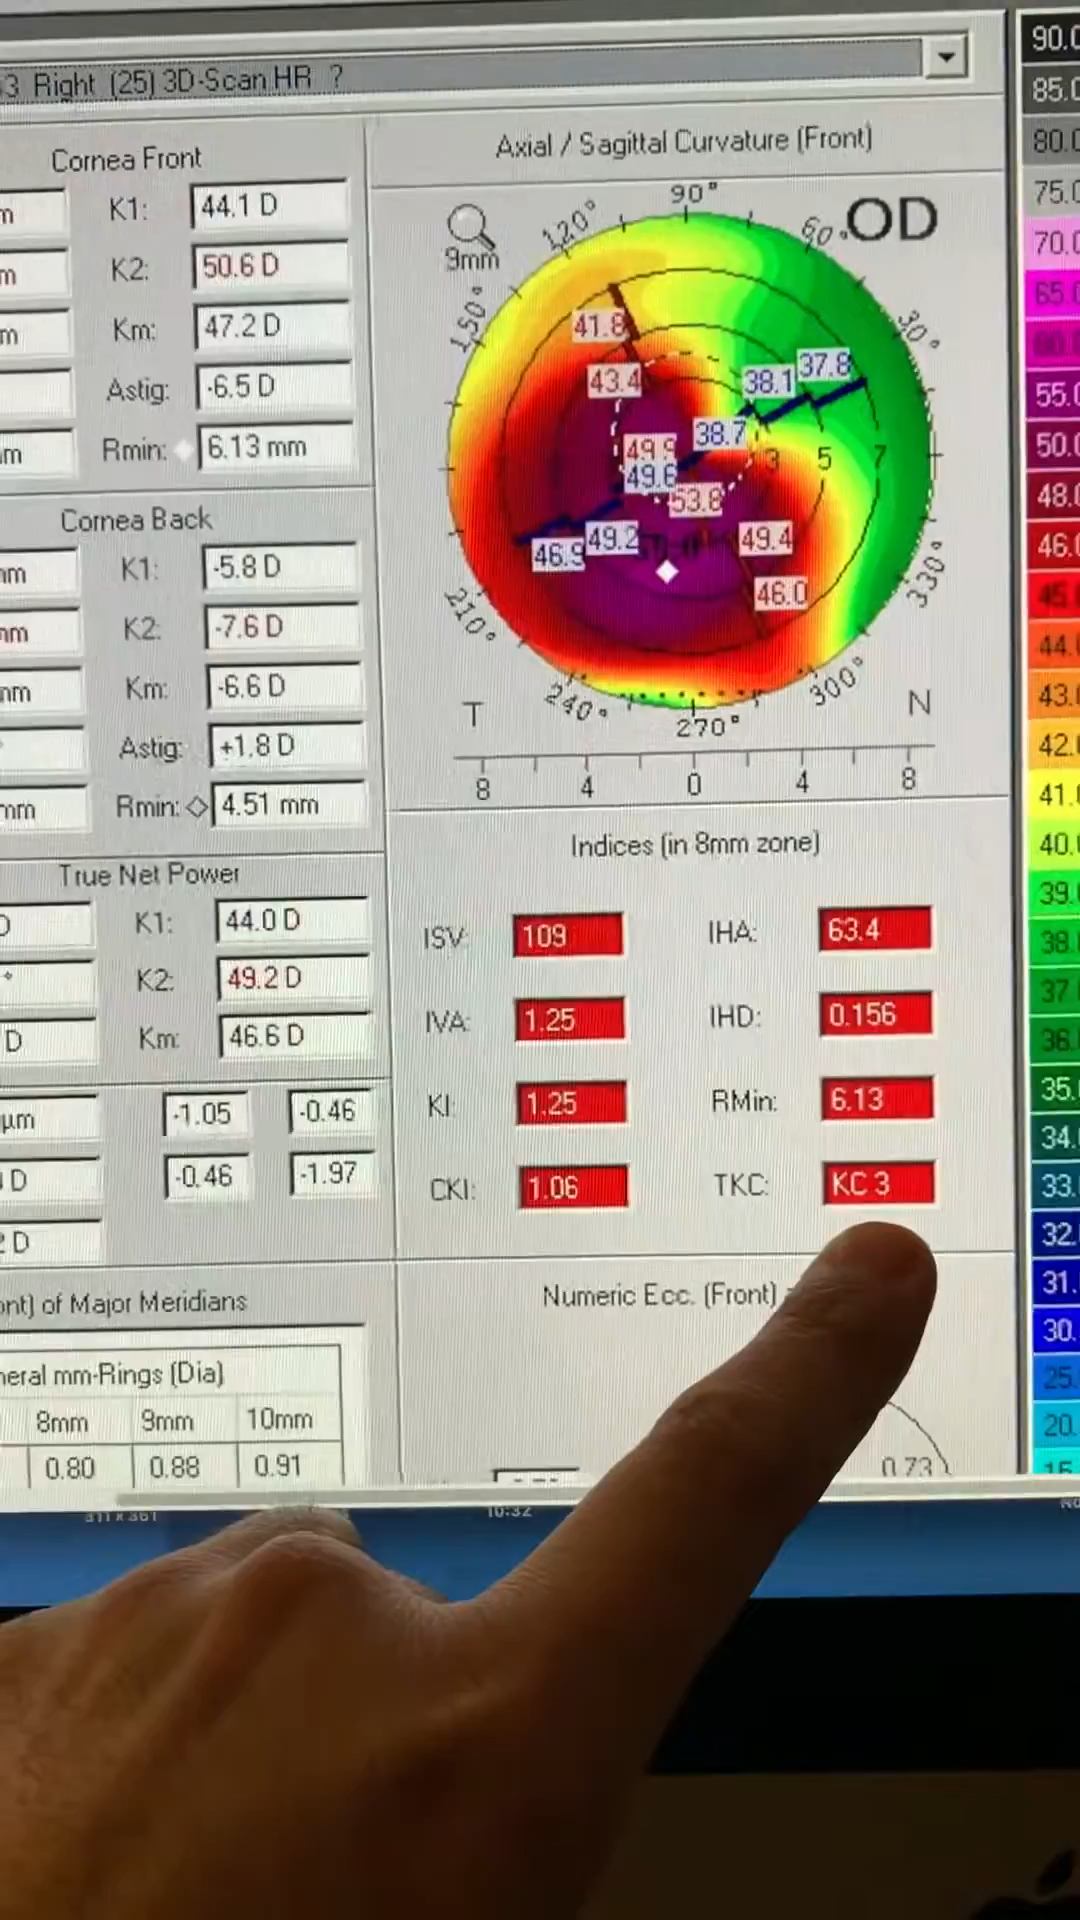 3 Right (25) 3D-Scan HR ?
Cornea Front
K1: 44.1 D
K2: 50.6 D
Km: 47.2 D
Astig: -6.5 D
Rmin: 6.13 mm
Cornea Back
K1: -5.8 D
K2: -7.6 D
Km: -6.6 D
Astig: +1.8 D
Rmin: 4.51 mm
True Net Power
K1: 44.0 D
K2: 49.2 D
Km: 46.6 D
µm -1.05 -0.46
D -0.46 -1.97
D
of Major Meridians
mm-Rings (Dia)
8mm 9mm 10mm
0.80 0.88 0.91
Axial / Sagittal Curvature (Front)
OD
9mm
90°
120° 60°
150° 30°
41.8
43.4 38.1 37.8
38.7
49.9
49.6 3 5 7
53.8
46.9 49.2 49.4
46.0
210° 330°
240° 300°
270°
T N
8 4 0 4 8
Indices (in 8mm zone)
ISV: 109 IHA: 63.4
IVA: 1.25 IHD: 0.156
KI: 1.25 RMin: 6.13
CKI: 1.06 TKC: KC 3
Numeric Ecc. (Front)
0.73
10:32
90.0
85.0
80.0
75.0
70.0
65.0
55.0
50.0
48.0
46.0
45.0
44.0
43.0
42.0
41.0
40.
39.
38.
37.
36.
35.
34.
33.
32.
31.
30.
25.
20.
15